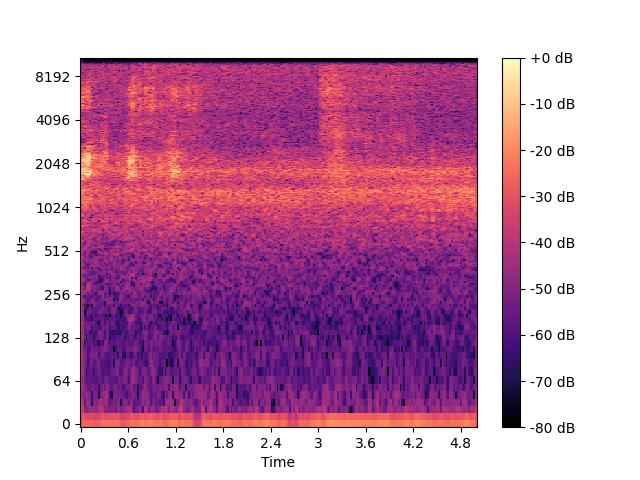 8192
4096
2048
1024
512
256
128
64
0
Hz
0 0.6 1.2 1.8 2.4 3 3.6 4.2 4.8
Time
+0 dB
-10 dB
-20 dB
-30 dB
-40 dB
-50 dB
-60 dB
-70 dB
-80 dB